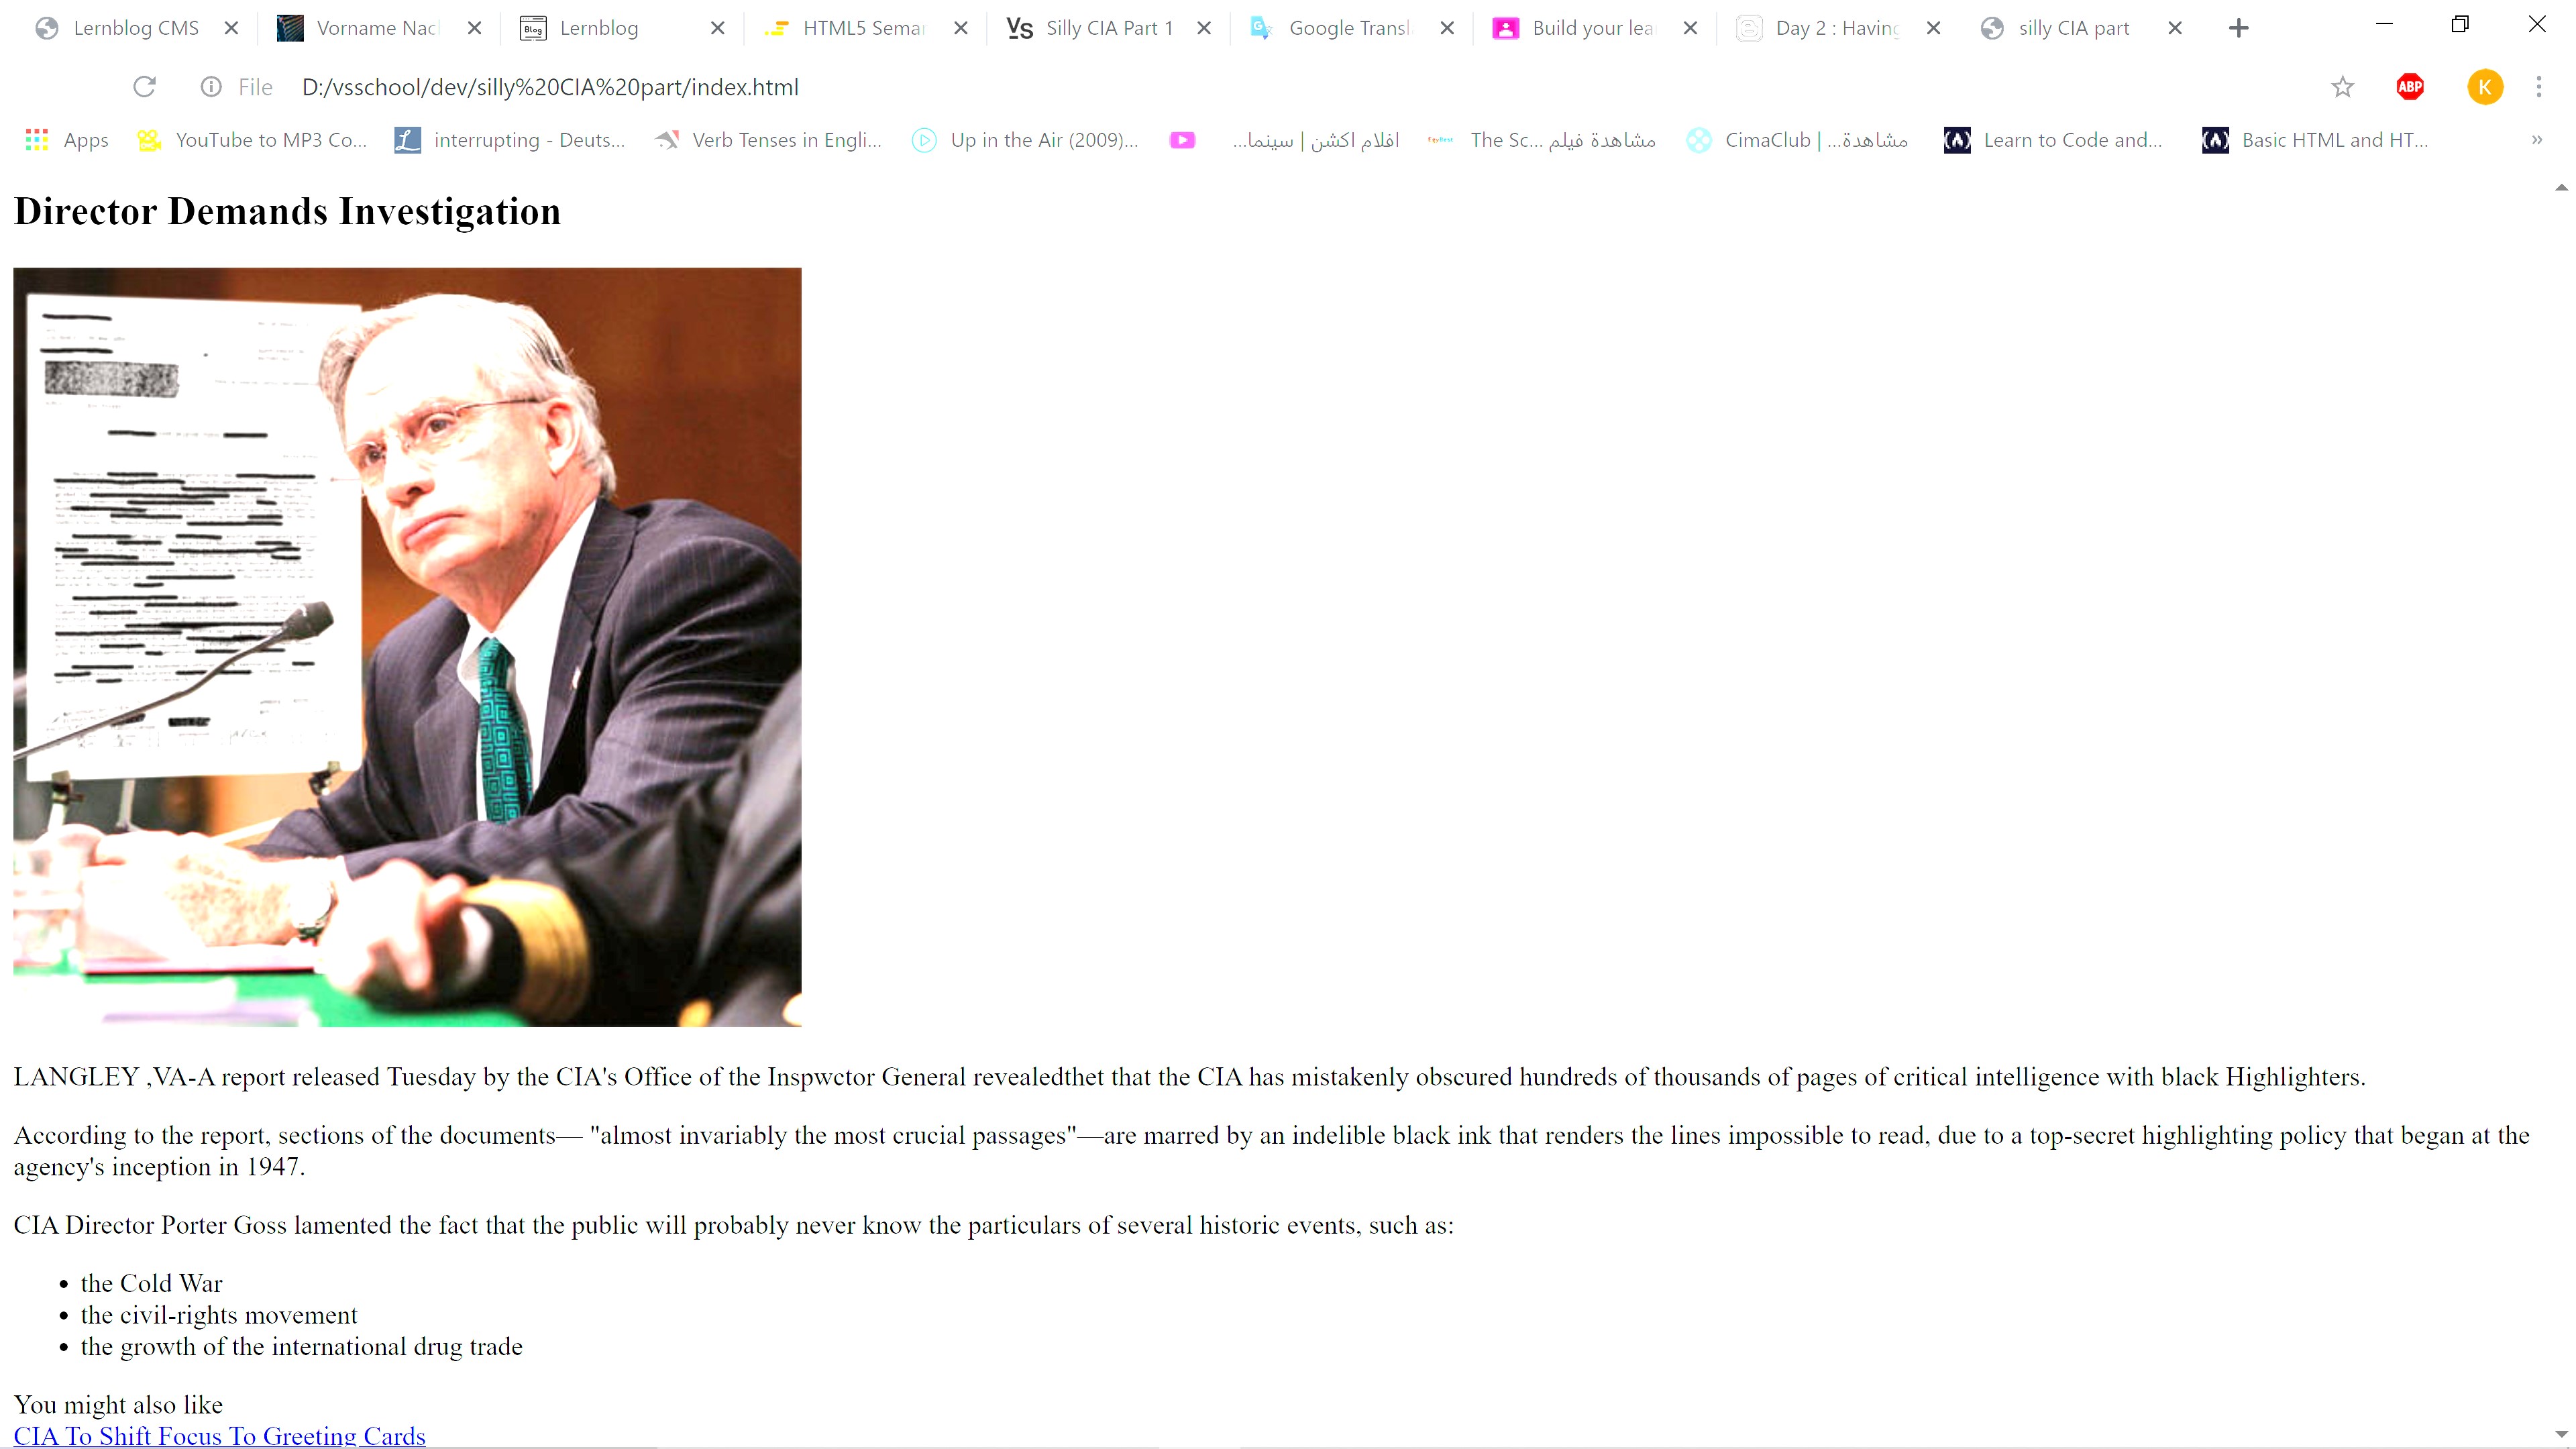 Lernblog CMS
Vorname Nac
Blog
Lernblog
HTML5 Semar
VS
Silly CIA Part 1
Google Transl
Build your lea
Day 2 : Having
silly CIA part
File
D:/vsschool/dev/silly%20CIA%20part/index.html
ABP
K
Apps
YouTube to MP3 Co...
L interrupting - Deuts...
Verb Tenses in Engli...
Up in the Air (2009)...
افلام اكشن | سينما...
مشاهدة فيلم The Sc...
CimaClub | مشاهدة...
Learn to Code and...
Basic HTML and HT...
»
Director Demands Investigation
LANGLEY ,VA-A report released Tuesday by the CIA's Office of the Inspwctor General revealedthet that the CIA has mistakenly obscured hundreds of thousands of pages of critical intelligence with black Highlighters.
According to the report, sections of the documents— "almost invariably the most crucial passages"—are marred by an indelible black ink that renders the lines impossible to read, due to a top-secret highlighting policy that began at the
agency's inception in 1947.
CIA Director Porter Goss lamented the fact that the public will probably never know the particulars of several historic events, such as:
• the Cold War
• the civil-rights movement
• the growth of the international drug trade
You might also like
CIA To Shift Focus To Greeting Cards